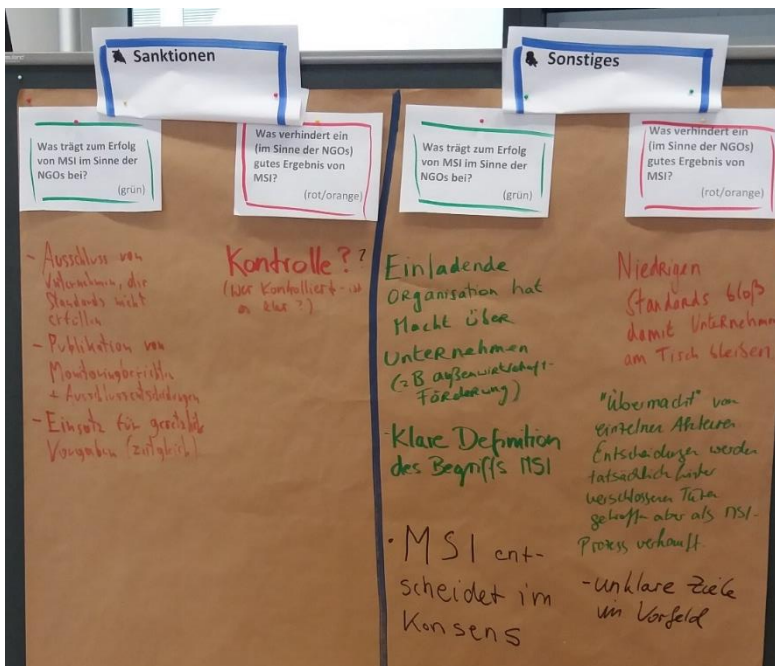 Sanktionen
Was trägt zum Erfolg
von MSI im Sinne der
NGOs bei?
(grün)
Was verhindert ein
(im Sinne der NGOs)
gutes Ergebnis von
MSI?
(rot/orange)
- Ausschluss von
Unternehmen, die
Standards nicht
erfüllen
- Publikation von
Monitoringberichten
+ Ausschlussentscheidungen
- Einsatz für gesetzliche
Vorgaben (zeitgleich)
Kontrolle? ?
(Wer kontrolliert - ist
es klar?)
Sonstiges
Was trägt zum Erfolg
von MSI im Sinne der
NGOs bei?
(grün)
Was verhindert ein
(im Sinne der NGOs)
gutes Ergebnis von
MSI?
(rot/orange)
Einladende
Organisation hat
Macht über
Unternehmen
(zB außenwirtschaft-
Förderung)
- Klare Definition
des Begriffs MSI
· MSI ent-
scheidet im
Konsens
Niedrigen
Standards bloß
damit Unternehmen
am Tisch bleiben
"Übermacht" von
einzelnen Akteuren
Entscheidungen werden
tatsächlich hinter
verschlossenen Türen
getroffen aber als MSI-
Prozess verkauft.
- unklare Ziele
im Vorfeld